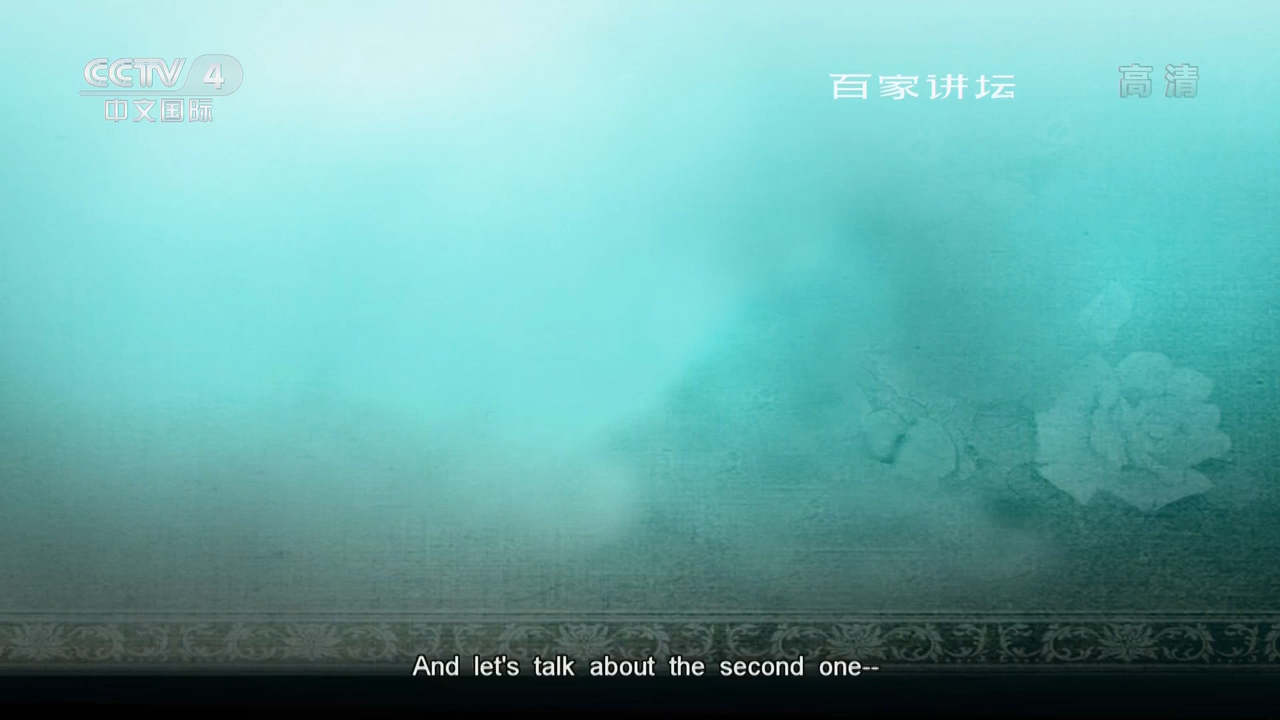 CCTV 4
中文国际
百家讲坛
高清
And let's talk about the second one--